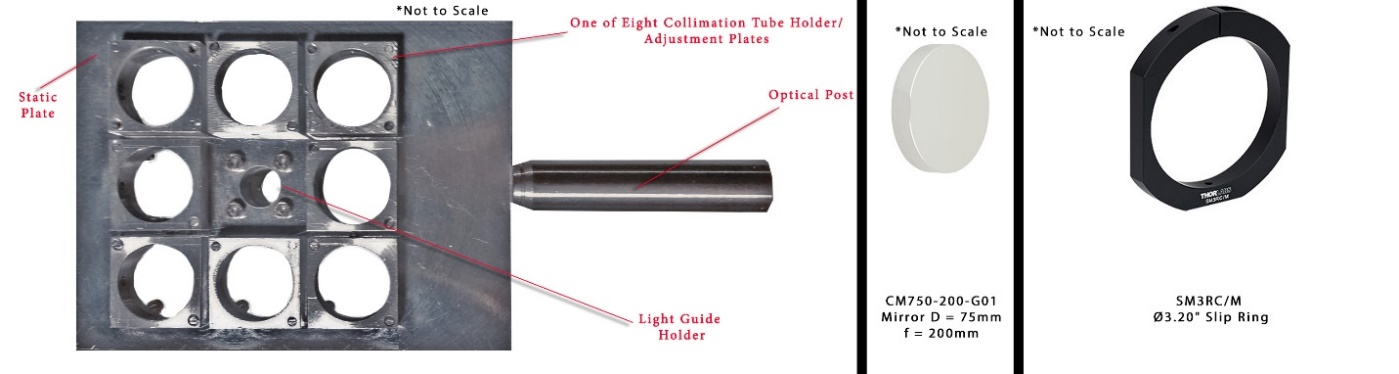 *Not to Scale
One of Eight Collimation Tube Holder/
Adjustment Plates
Static
Plate
Optical Post
Light Guide
Holder
*Not to Scale
CM750-200-G01
Mirror D = 75mm
f = 200mm
*Not to Scale
THORLABS
SM3RC/M
SM3RC/M
Ø3.20" Slip Ring